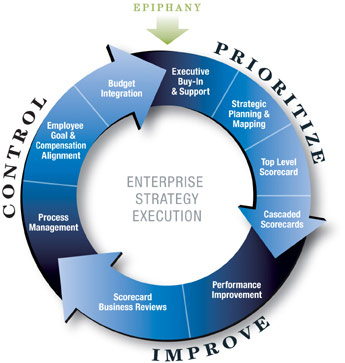 EPIPHANY
PRIORITIZE
Executive
Buy-In
& Support
Strategic
Planning &
Mapping
Top Level
Scorecard
Cascaded
Scorecards
IMPROVE
Performance
Improvement
Scorecard
Business Reviews
CONTROL
Process
Management
Employee
Goal &
Compensation
Alignment
Budget
Integration
ENTERPRISE
STRATEGY
EXECUTION